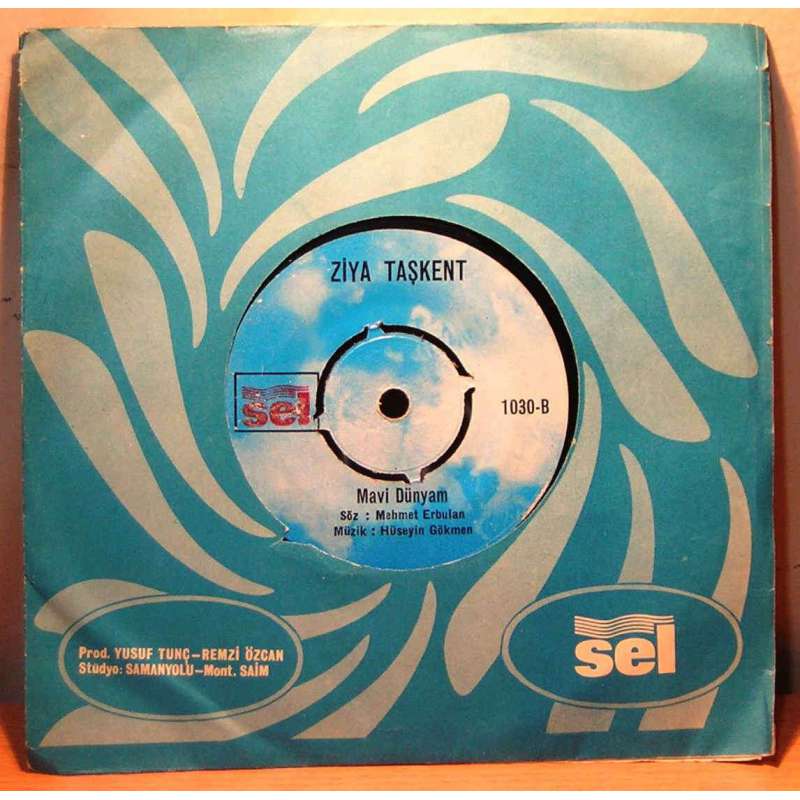 ZİYA TAŞKENT
sel
1030-B
Mavi Dünyam
Söz : Mehmet Erbulan
Müzik : Hüseyin Gökmen
Prod. YUSUF TUNÇ-REMZİ ÖZCAN
Stüdyo: SAMANYOLU-Mont. SAİM
sel